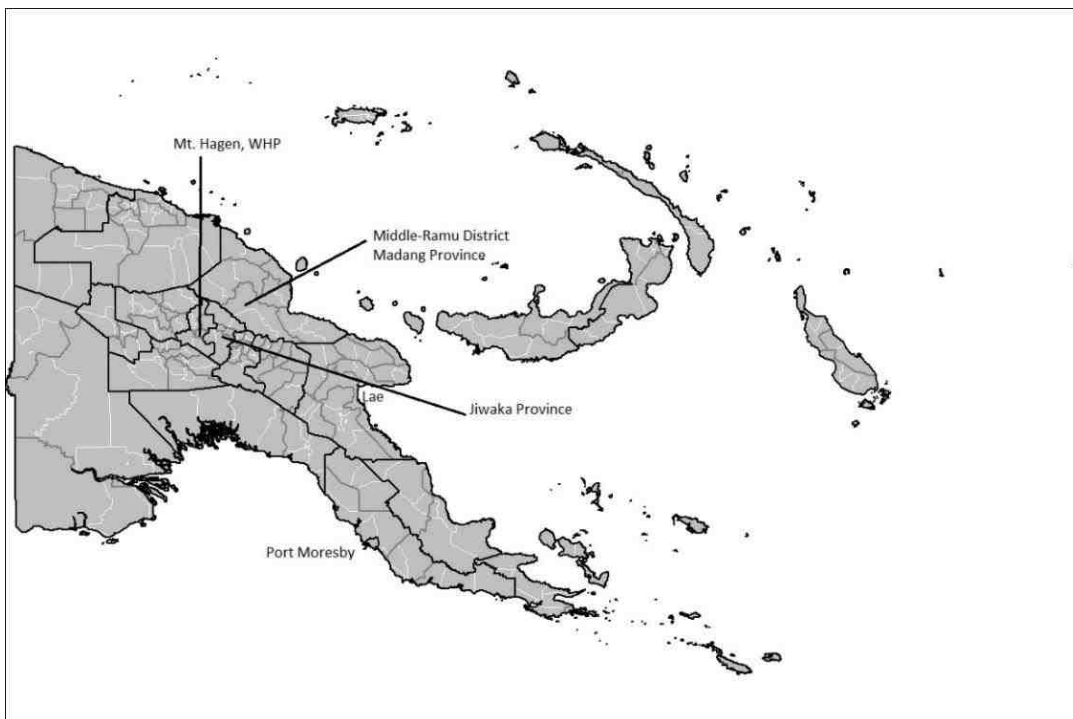 Mt. Hagen, WHP
Middle-Ramu District
Madang Province
Lae
Jiwaka Province
Port Moresby